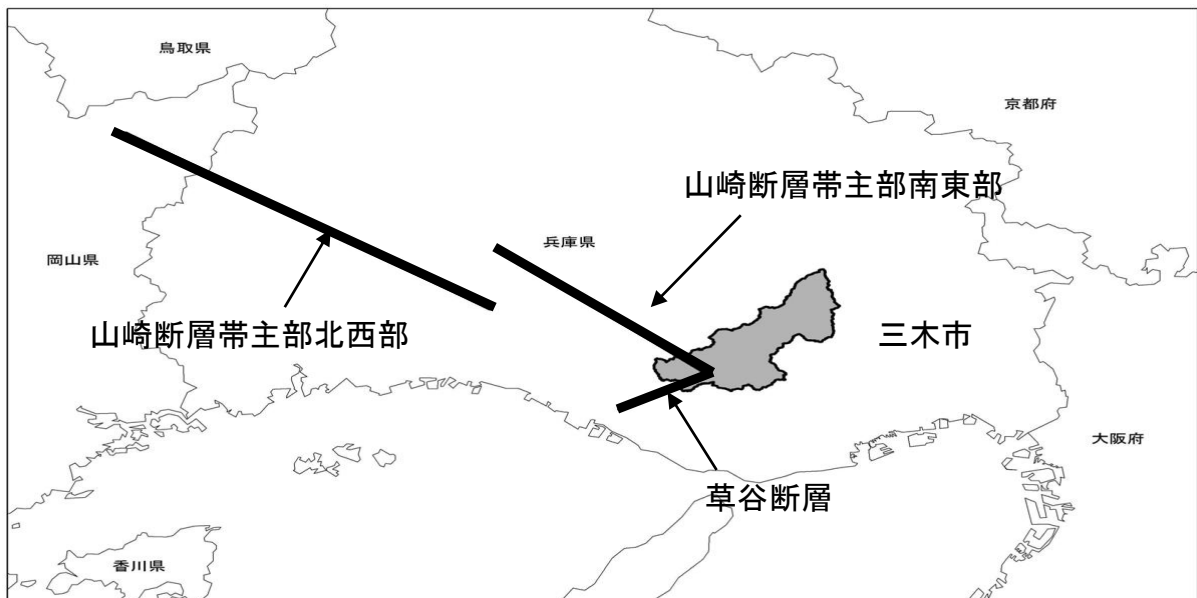 鳥取県
京都府
山崎断層帯主部南東部
兵庫県
岡山県
山崎断層帯主部北西部
三木市
大阪府
草谷断層
香川県